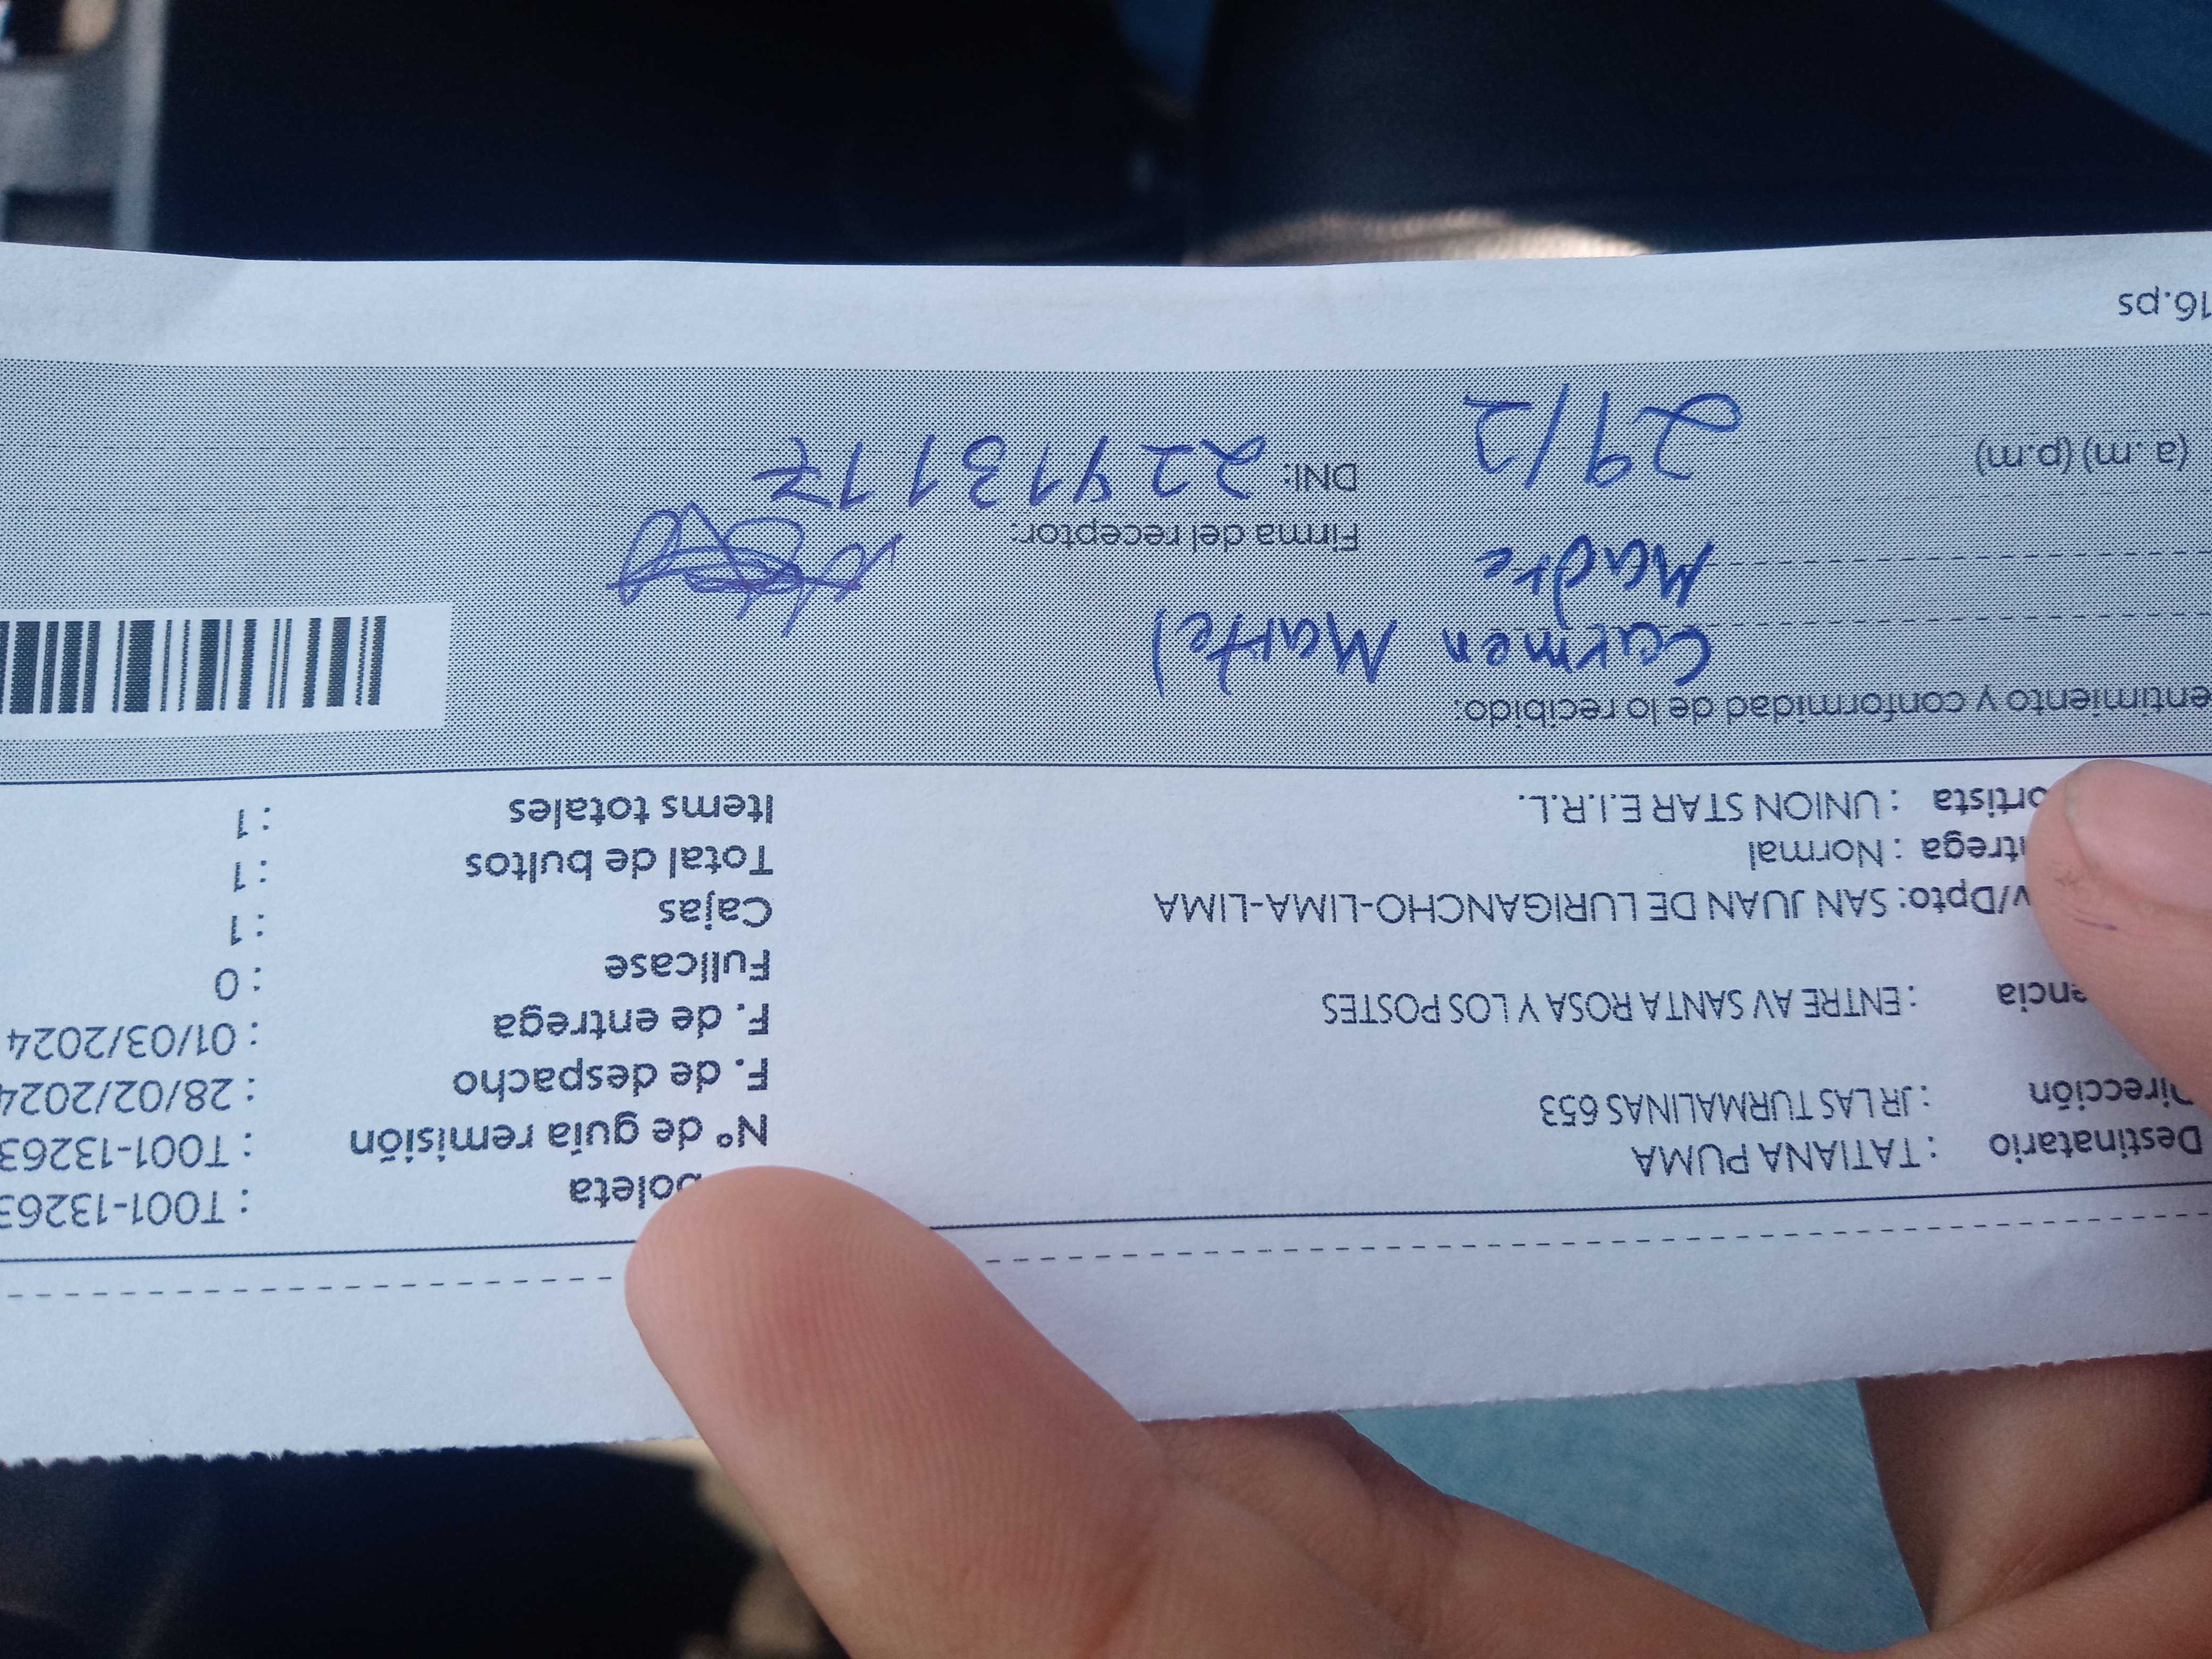 Destinatario : TATIANA PUMA
Dirección : JR LAS TURMALINAS 653
encia : ENTRE AV SANTA ROSA Y LOS POSTES
v/Dpto: SAN JUAN DE LURIGANCHO-LIMA-LIMA
ntrega : Normal
ortista : UNION STAR E.I.R.L.
boleta : T001-13263
N° de guía remisión : T001-13263
F. de despacho : 28/02/2024
F. de entrega : 01/03/2024
Fullcase : 0
Cajas : 1
Total de bultos : 1
Items totales : 1
entimiento y conformidad de lo recibido:
Carmen Martel
Madre
Firma del receptor:
(a.m) (p.m) 29/2
DNI:
16.ps